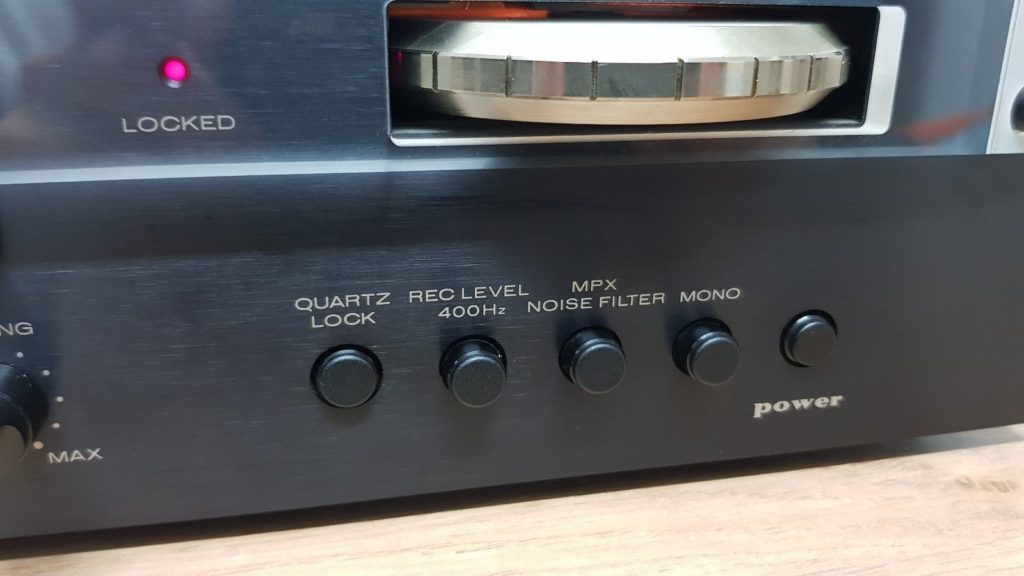 LOCKED
QUARTZ
LOCK
REC LEVEL
400Hz
MPX
NOISE FILTER
MONO
power
NG
MAX